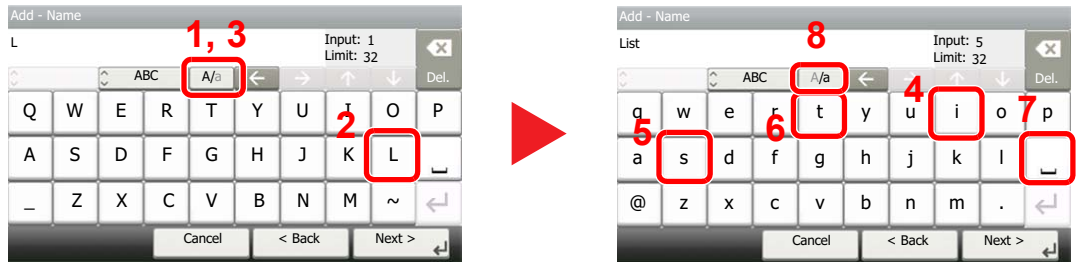 Add - Name
L
1, 3
Input: 1
Limit: 32
ABC
A/a
Del.
Q W E R T Y U I O P
2
A S D F G H J K L
_ Z X C V B N M ~
Cancel < Back Next >
Add - Name
List
8
Input: 5
Limit: 32
ABC
A/a
4
Del.
q w e r t y u i o p
5 6 7
a s d f g h j k l
@ z x c v b n m .
Cancel < Back Next >